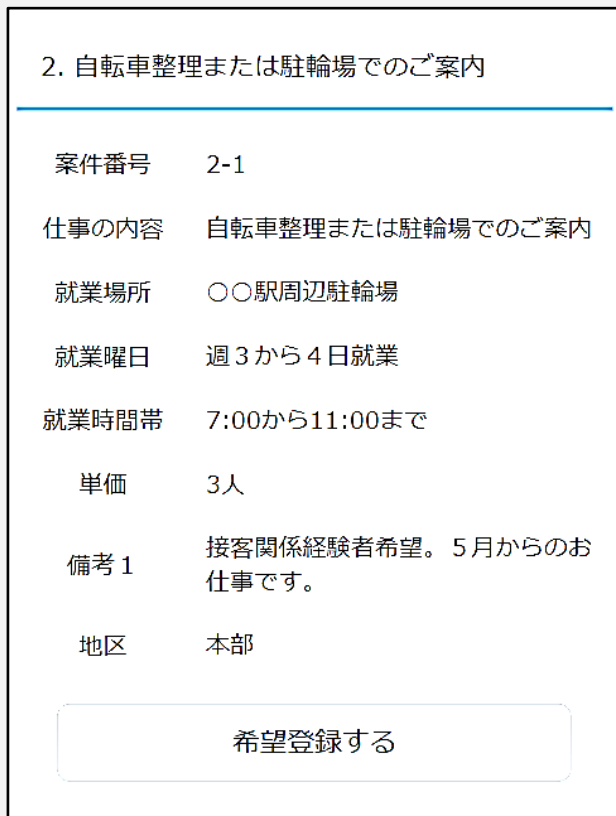 2. 自転車整理または駐輪場でのご案内
案件番号 2-1
仕事の内容 自転車整理または駐輪場でのご案内
就業場所 〇〇駅周辺駐輪場
就業曜日 週３から４日就業
就業時間帯 7:00から11:00まで
単価 3人
備考１ 接客関係経験者希望。５月からのお
仕事です。
地区 本部
希望登録する